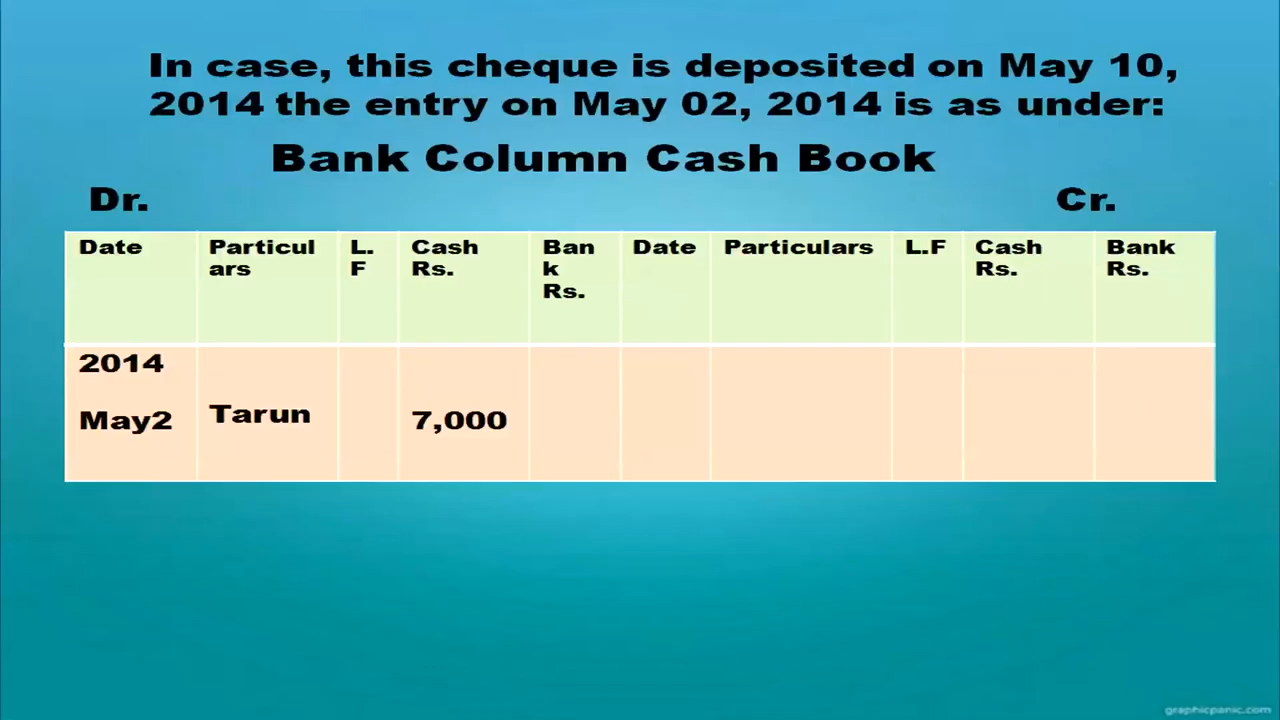 In case, this cheque is deposited on May 10,
2014 the entry on May 02, 2014 is as under:
Bank Column Cash Book
Dr. Cr.
Date Particul L. Cash Ban Date Particulars L.F Cash Bank
ars F Rs. k Rs. Rs.
Rs.
2014
May2 Tarun 7,000
graphicpanic.com